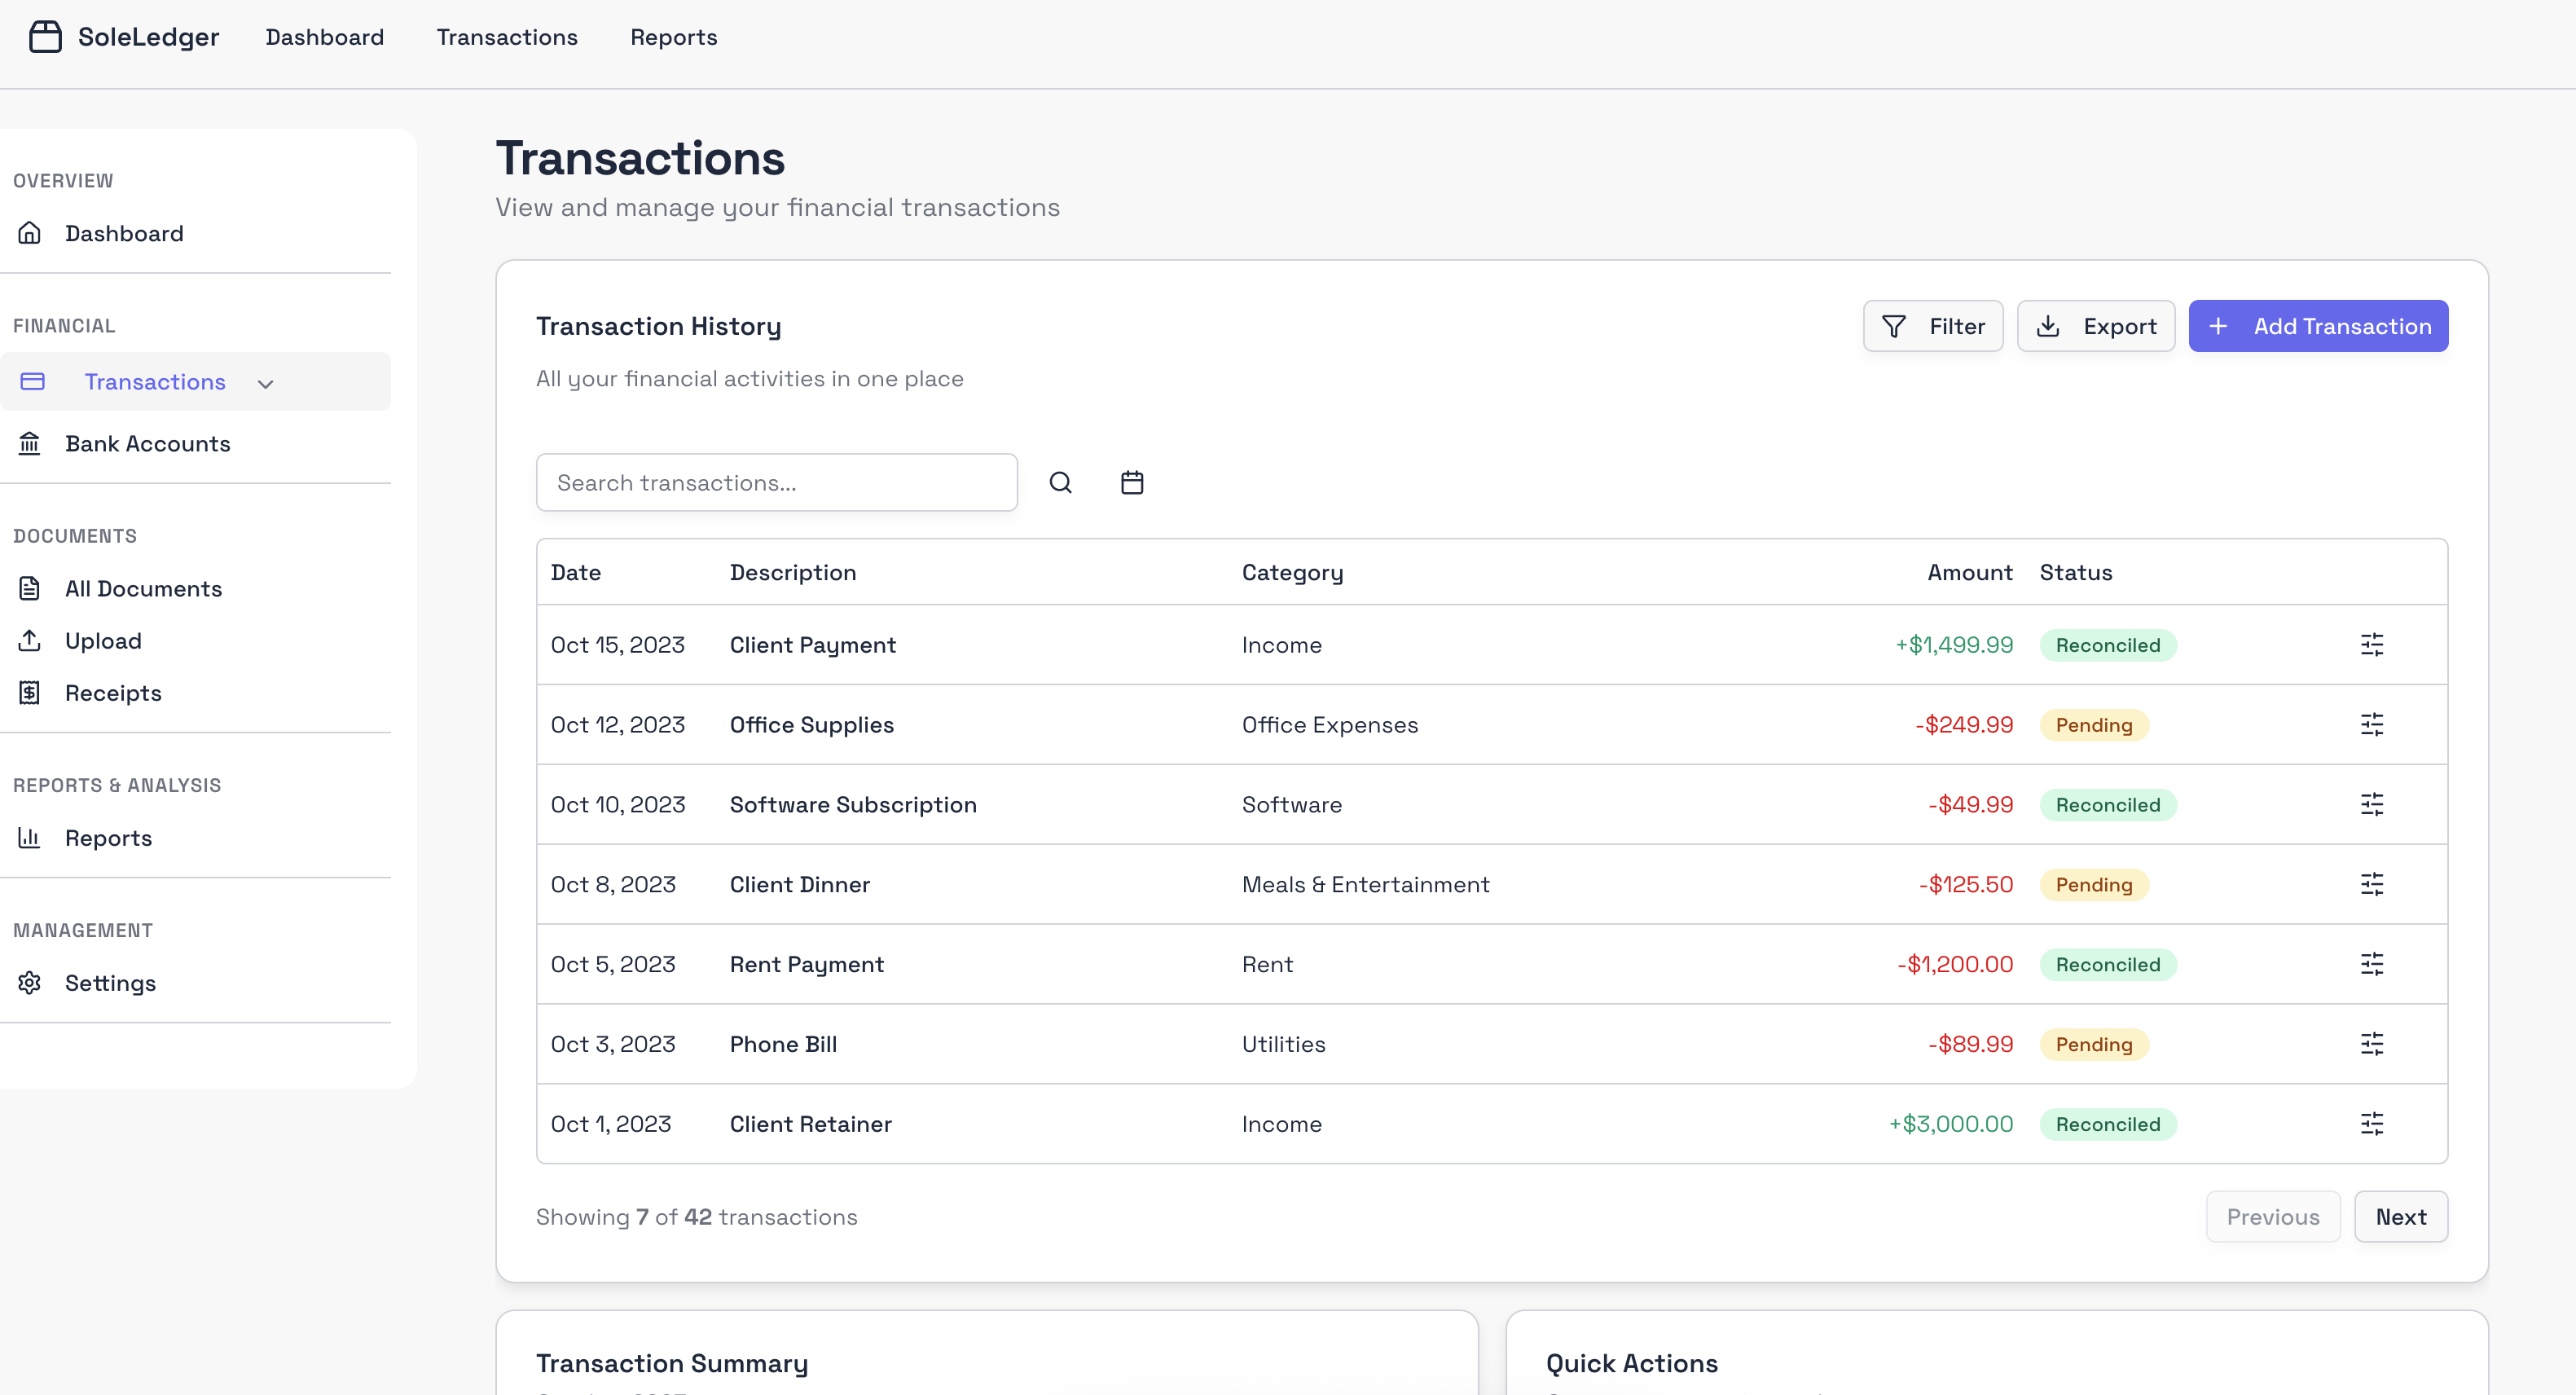 SoleLedger Dashboard Transactions Reports
OVERVIEW
Dashboard
FINANCIAL
Transactions
Bank Accounts
DOCUMENTS
All Documents
Upload
Receipts
REPORTS & ANALYSIS
Reports
MANAGEMENT
Settings
Transactions
View and manage your financial transactions
Transaction History
Filter Export + Add Transaction
All your financial activities in one place
Search transactions...
Date Description Category Amount Status
Oct 15, 2023 Client Payment Income +$1,499.99 Reconciled
Oct 12, 2023 Office Supplies Office Expenses -$249.99 Pending
Oct 10, 2023 Software Subscription Software -$49.99 Reconciled
Oct 8, 2023 Client Dinner Meals & Entertainment -$125.50 Pending
Oct 5, 2023 Rent Payment Rent -$1,200.00 Reconciled
Oct 3, 2023 Phone Bill Utilities -$89.99 Pending
Oct 1, 2023 Client Retainer Income +$3,000.00 Reconciled
Showing 7 of 42 transactions Previous Next
Transaction Summary
Quick Actions